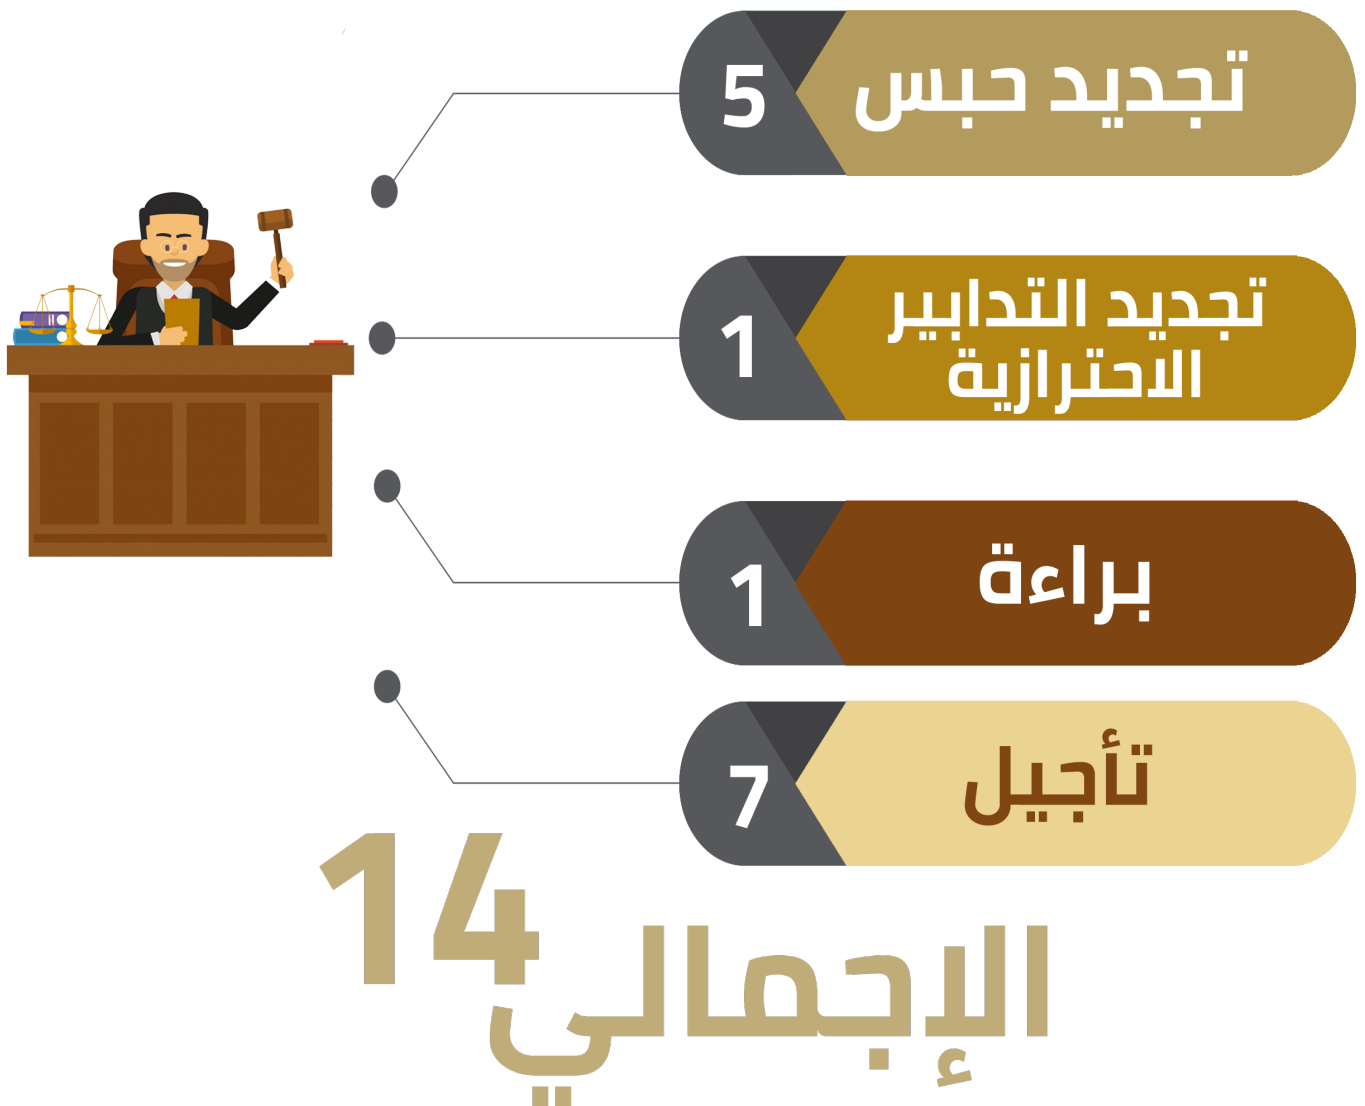 تجديد حبس
5
تجديد التدابير
الاحترازية
1
براءة
1
تأجيل
7
الإجمالي
14